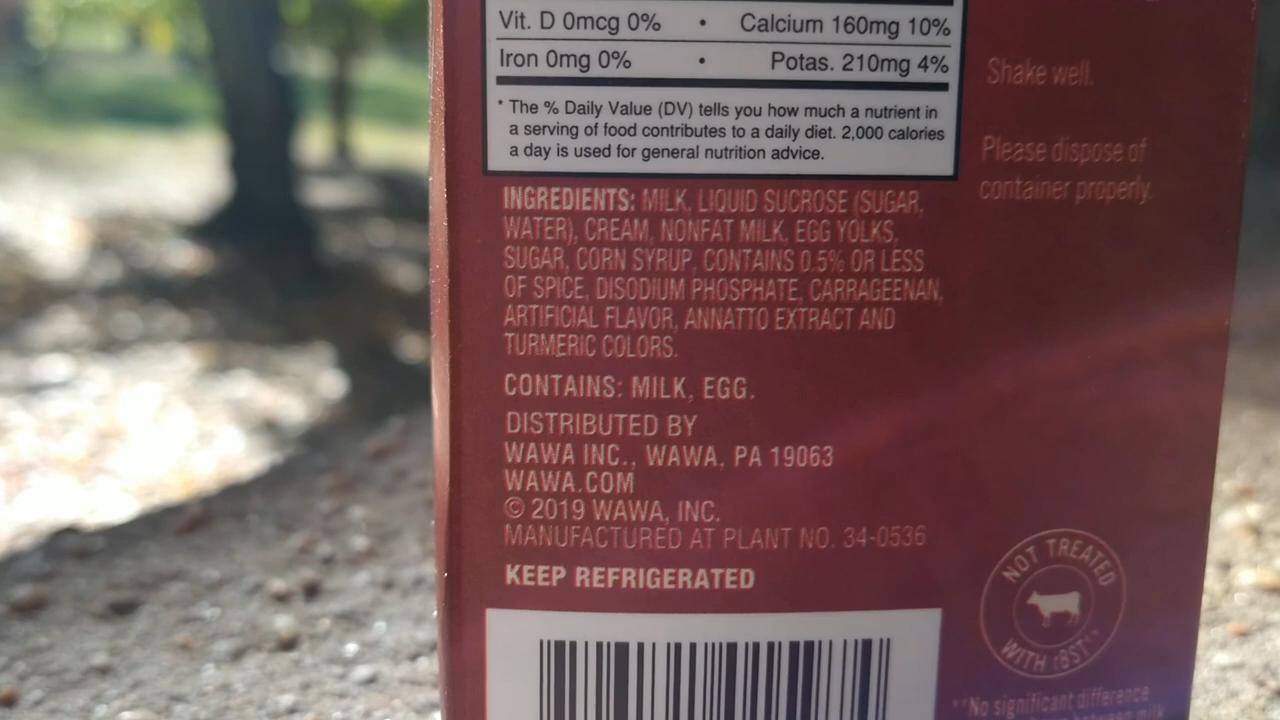 Vit. D 0mcg 0% • Calcium 160mg 10%
Iron 0mg 0% • Potas. 210mg 4%
* The % Daily Value (DV) tells you how much a nutrient in
a serving of food contributes to a daily diet. 2,000 calories
a day is used for general nutrition advice.
INGREDIENTS: MILK, LIQUID SUCROSE (SUGAR,
WATER), CREAM, NONFAT MILK, EGG YOLKS,
SUGAR, CORN SYRUP, CONTAINS 0.5% OR LESS
OF SPICE, DISODIUM PHOSPHATE, CARRAGEENAN,
ARTIFICIAL FLAVOR, ANNATTO EXTRACT AND
TURMERIC COLORS.
CONTAINS: MILK, EGG.
DISTRIBUTED BY
WAWA INC., WAWA, PA 19063
WAWA.COM
© 2019 WAWA, INC.
MANUFACTURED AT PLANT NO. 34-0536
KEEP REFRIGERATED
Shake well.
Please dispose of
container properly.
NOT TREATED
WITH rBST**
**No significant difference